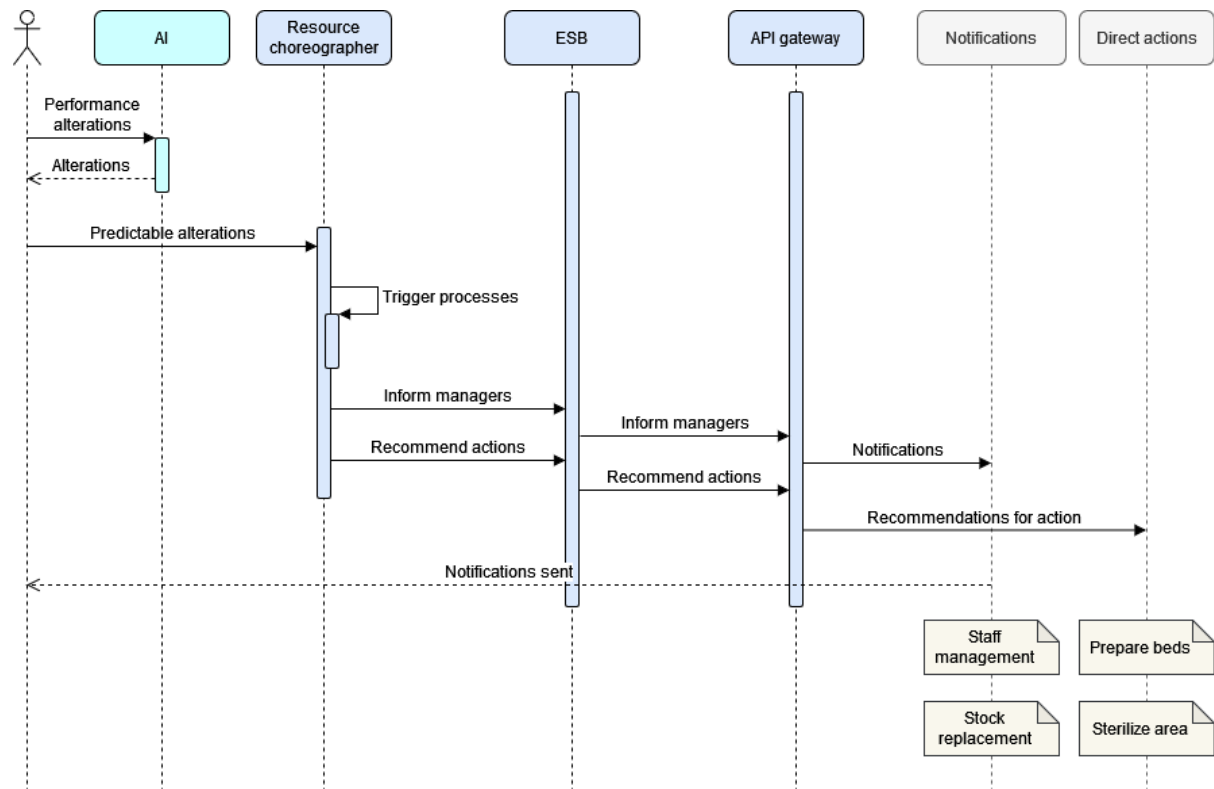 AI
Resource
choreographer
ESB
API gateway
Notifications
Direct actions
Performance
alterations
Alterations
Predictable alterations
Trigger processes
Inform managers
Inform managers
Recommend actions
Notifications
Recommend actions
Recommendations for action
Notifications sent
Staff
management
Prepare beds
Stock
replacement
Sterilize area